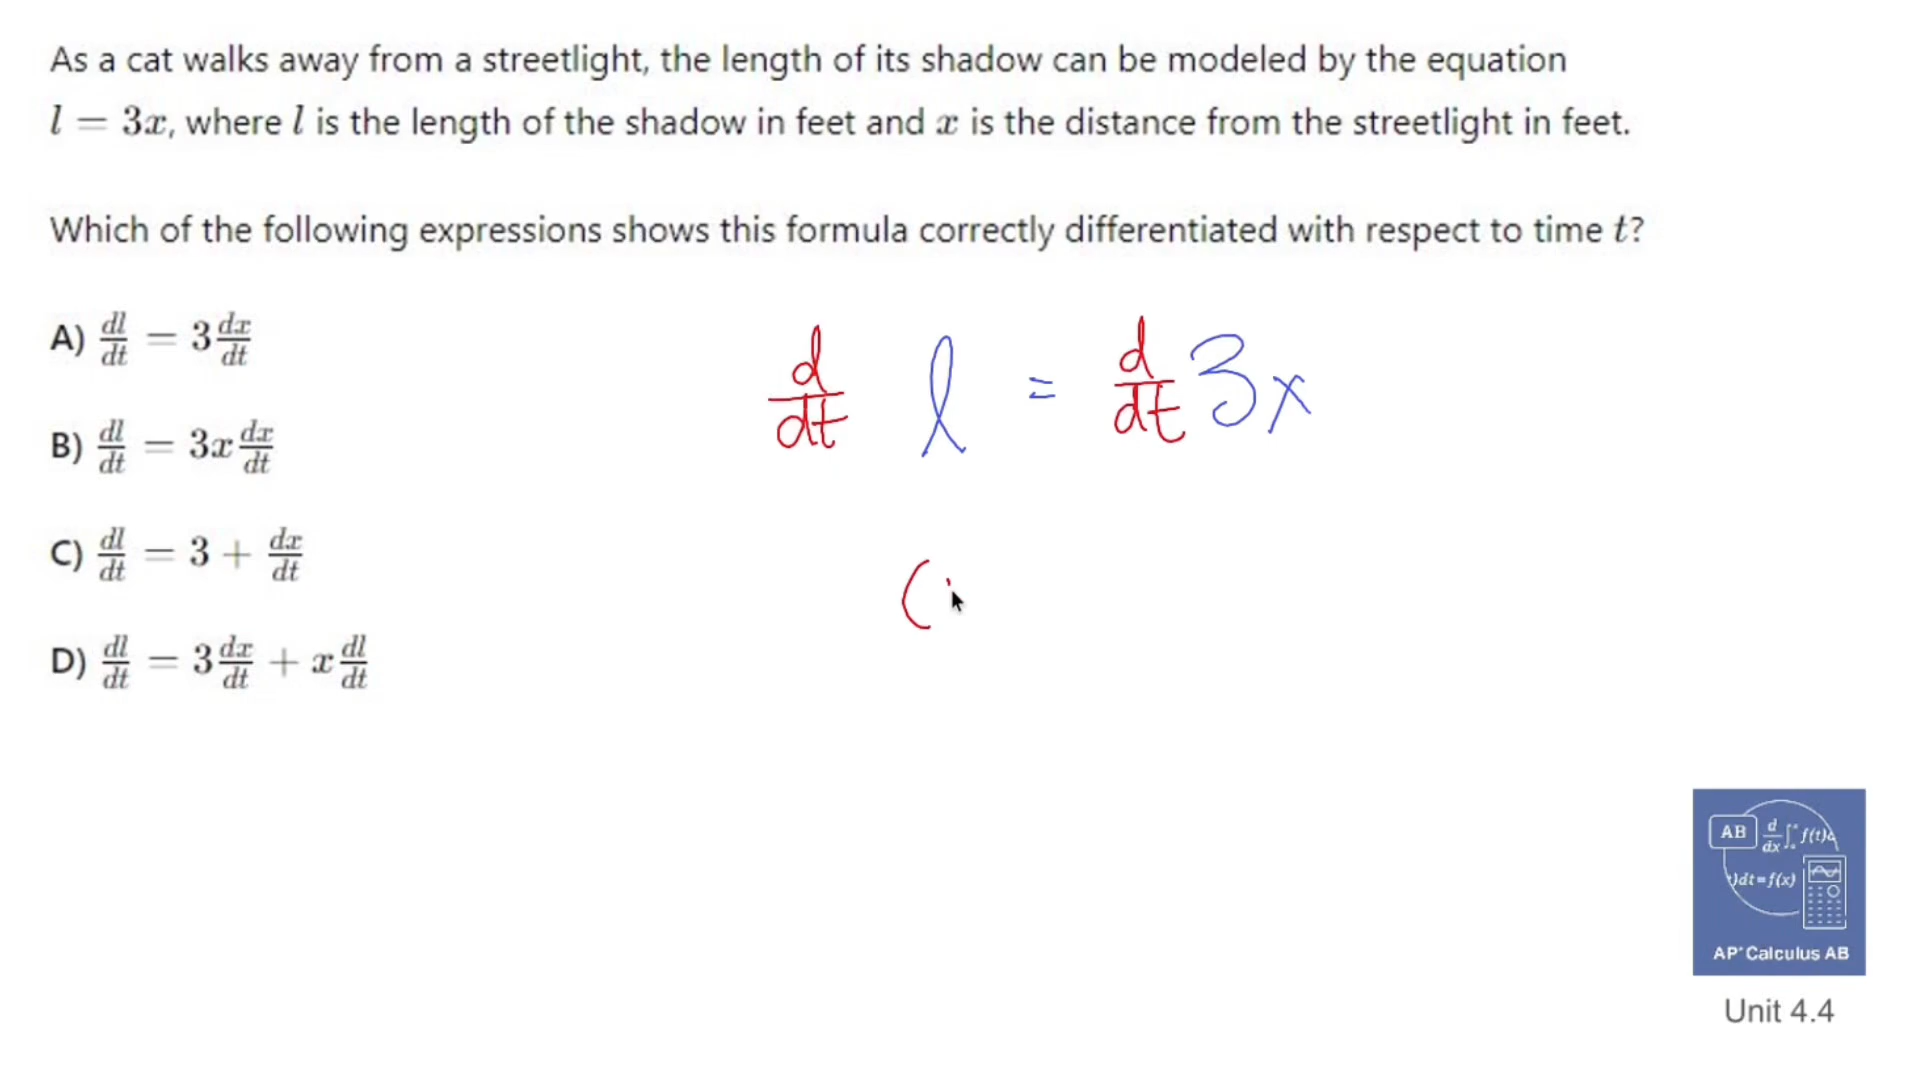 As a cat walks away from a streetlight, the length of its shadow can be modeled by the equation
l = 3x, where l is the length of the shadow in feet and x is the distance from the streetlight in feet.
Which of the following expressions shows this formula correctly differentiated with respect to time t?
A) dl/dt = 3 dx/dt
B) dl/dt = 3x dx/dt
C) dl/dt = 3 + dx/dt
D) dl/dt = 3 dx/dt + x dl/dt
d/dt l = d/dt 3x
(
AB d/dx ∫ f(t)d
)dt=f(x)
AP* Calculus AB
Unit 4.4